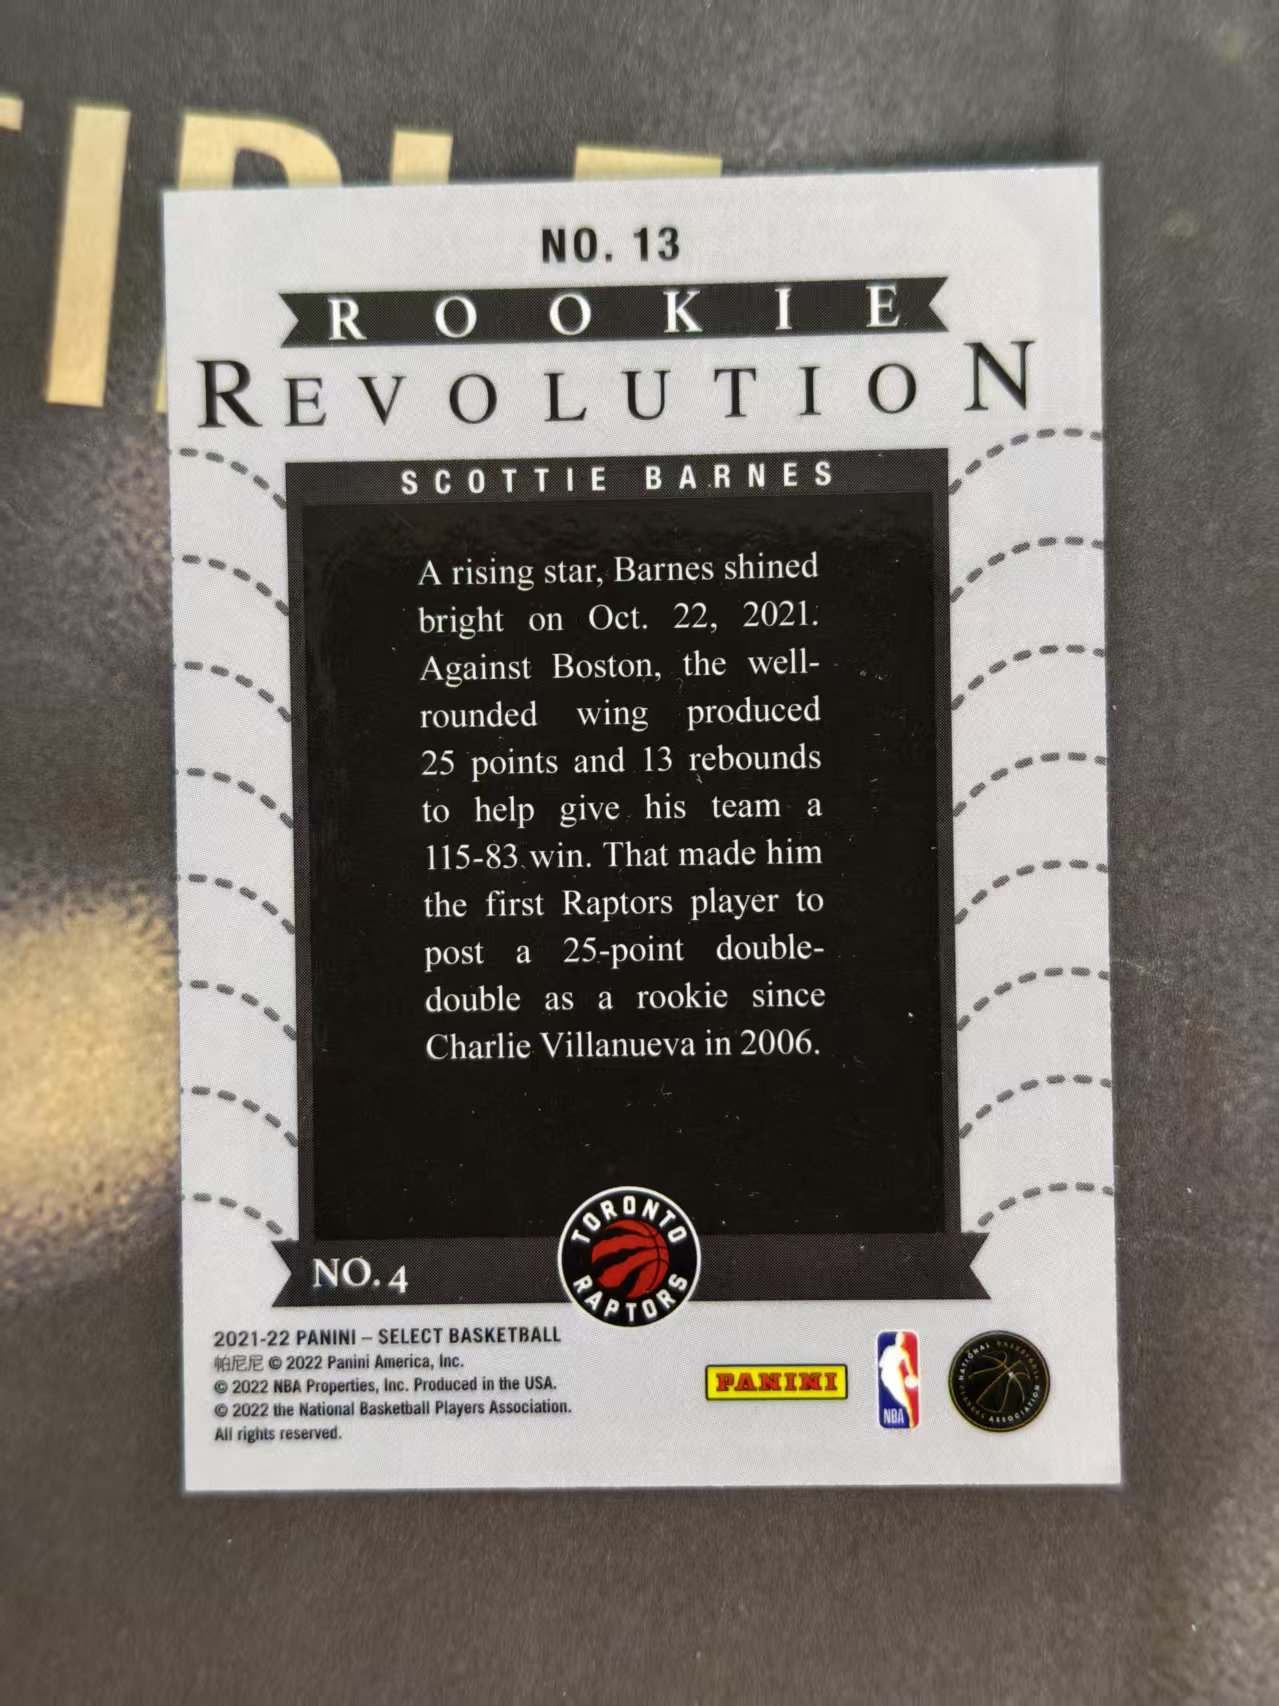 NO. 13
ROOKIE
REVOLUTION
SCOTTIE BARNES
A rising star, Barnes shined
bright on Oct. 22, 2021.
Against Boston, the well-
rounded wing produced
25 points and 13 rebounds
to help give his team a
115-83 win. That made him
the first Raptors player to
post a 25-point double-
double as a rookie since
Charlie Villanueva in 2006.
NO. 4
TORONTO
RAPTORS
2021-22 PANINI – SELECT BASKETBALL
帕尼尼 © 2022 Panini America, Inc.
© 2022 NBA Properties, Inc. Produced in the USA.
© 2022 the National Basketball Players Association.
All rights reserved.
PANINI
NBA
NATIONAL BASKETBALL
PLAYERS ASSOCIATION